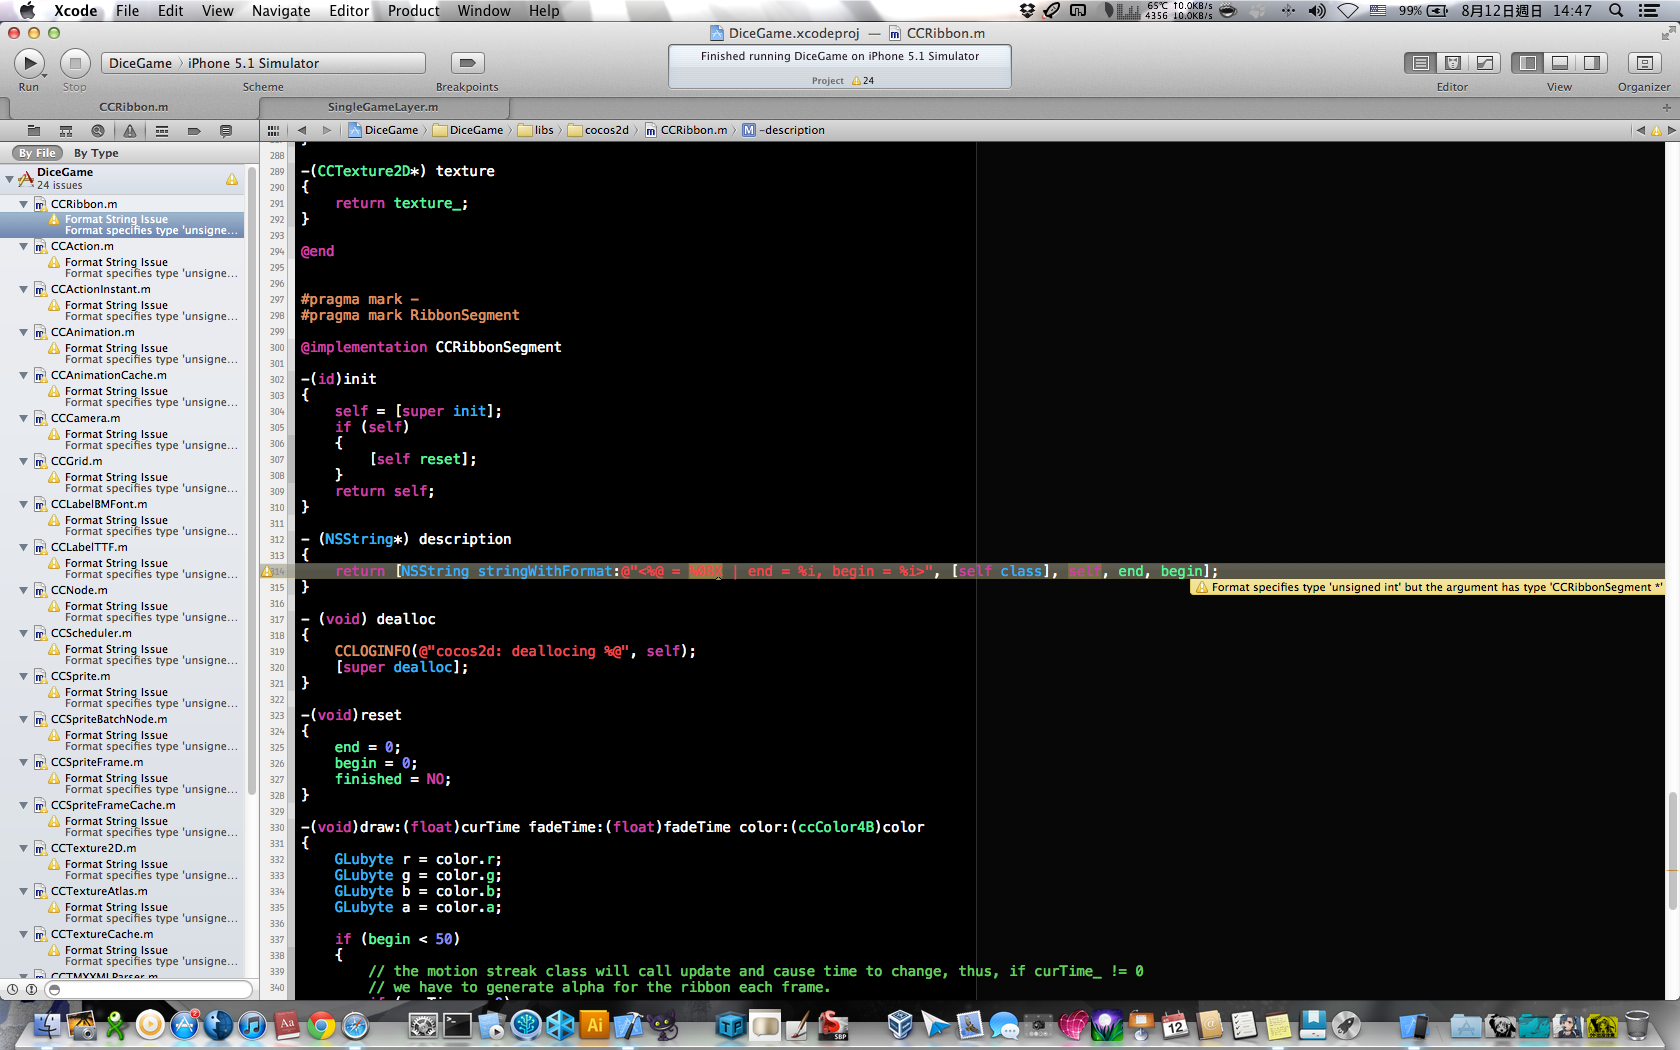 Xcode File Edit View Navigate Editor Product Window Help 65°C 10.0KB/s 4356 10.0KB/s 99% 8月12日週日 14:47
DiceGame.xcodeproj — CCRibbon.m
DiceGame 〉 iPhone 5.1 Simulator
Finished running DiceGame on iPhone 5.1 Simulator
Project 24
Run Stop Scheme Breakpoints Editor View Organizer
CCRibbon.m SingleGameLayer.m
DiceGame 〉 DiceGame 〉 libs 〉 cocos2d 〉 CCRibbon.m 〉 M -description
By File By Type
DiceGame
24 issues
CCRibbon.m
Format String Issue
Format specifies type 'unsigne...
CCAction.m
Format String Issue
Format specifies type 'unsigne...
CCActionInstant.m
Format String Issue
Format specifies type 'unsigne...
CCAnimation.m
Format String Issue
Format specifies type 'unsigne...
CCAnimationCache.m
Format String Issue
Format specifies type 'unsigne...
CCCamera.m
Format String Issue
Format specifies type 'unsigne...
CCGrid.m
Format String Issue
Format specifies type 'unsigne...
CCLabelBMFont.m
Format String Issue
Format specifies type 'unsigne...
CCLabelTTF.m
Format String Issue
Format specifies type 'unsigne...
CCNode.m
Format String Issue
Format specifies type 'unsigne...
CCScheduler.m
Format String Issue
Format specifies type 'unsigne...
CCSprite.m
Format String Issue
Format specifies type 'unsigne...
CCSpriteBatchNode.m
Format String Issue
Format specifies type 'unsigne...
CCSpriteFrame.m
Format String Issue
Format specifies type 'unsigne...
CCSpriteFrameCache.m
Format String Issue
Format specifies type 'unsigne...
CCTexture2D.m
Format String Issue
Format specifies type 'unsigne...
CCTextureAtlas.m
Format String Issue
Format specifies type 'unsigne...
CCTextureCache.m
Format String Issue
Format specifies type 'unsigne...
CCTMXXMLParser.m
288
289 -(CCTexture2D*) texture
290 {
291 return texture_;
292 }
293
294 @end
295
296
297 #pragma mark -
298 #pragma mark RibbonSegment
299
300 @implementation CCRibbonSegment
301
302 -(id)init
303 {
304 self = [super init];
305 if (self)
306 {
307 [self reset];
308 }
309 return self;
310 }
311
312 - (NSString*) description
313 {
314 return [NSString stringWithFormat:@"<%@ = %08X | end = %i, begin = %i>", [self class], self, end, begin];
315 }
Format specifies type 'unsigned int' but the argument has type 'CCRibbonSegment *'
316
317 - (void) dealloc
318 {
319 CCLOGINFO(@"cocos2d: deallocing %@", self);
320 [super dealloc];
321 }
322
323 -(void)reset
324 {
325 end = 0;
326 begin = 0;
327 finished = NO;
328 }
329
330 -(void)draw:(float)curTime fadeTime:(float)fadeTime color:(ccColor4B)color
331 {
332 GLubyte r = color.r;
333 GLubyte g = color.g;
334 GLubyte b = color.b;
335 GLubyte a = color.a;
336
337 if (begin < 50)
338 {
339 // the motion streak class will call update and cause time to change, thus, if curTime_ != 0
340 // we have to generate alpha for the ribbon each frame.
Aa Ai TP S SBP 12